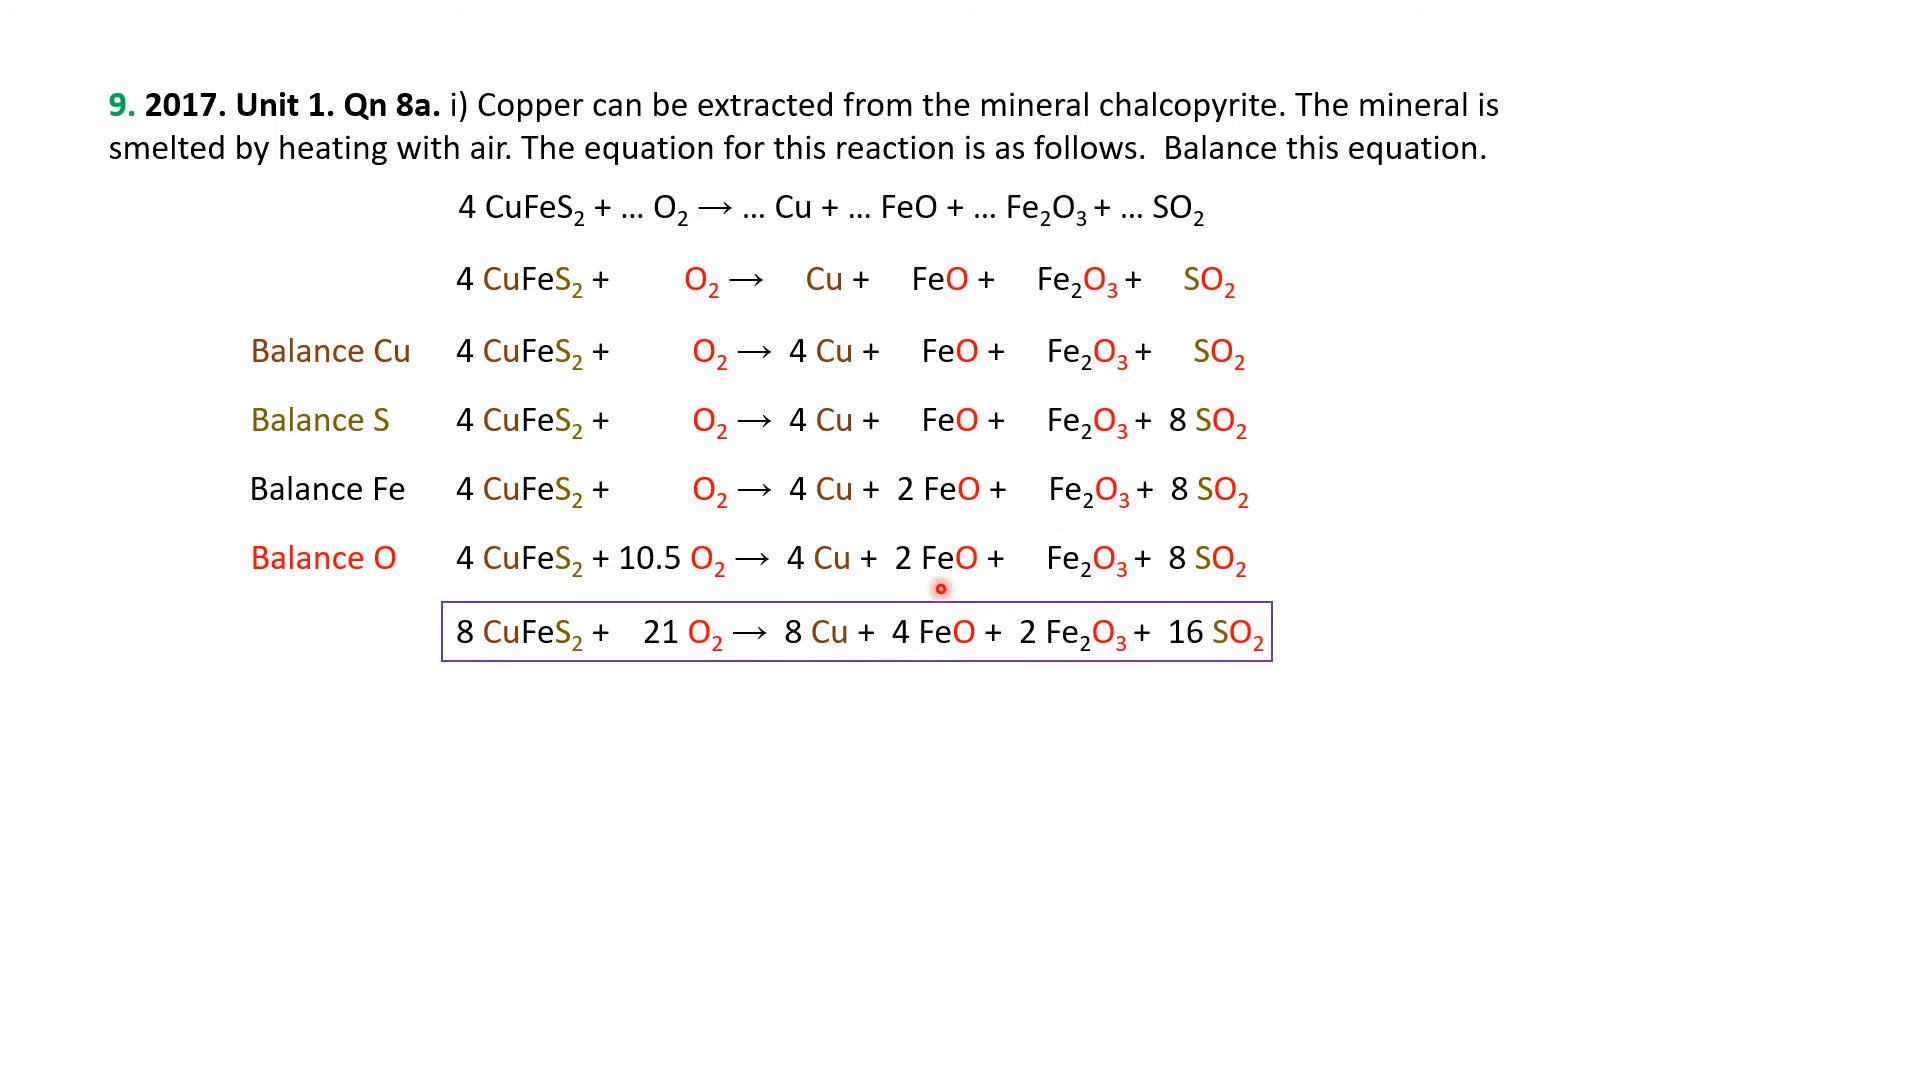 9. 2017. Unit 1. Qn 8a. i) Copper can be extracted from the mineral chalcopyrite. The mineral is
smelted by heating with air. The equation for this reaction is as follows. Balance this equation.
4 CuFeS₂ + ... O₂ → ... Cu + ... FeO + ... Fe₂O₃ + ... SO₂
4 CuFeS₂ + O₂ → Cu + FeO + Fe₂O₃ + SO₂
Balance Cu 4 CuFeS₂ + O₂ → 4 Cu + FeO + Fe₂O₃ + SO₂
Balance S 4 CuFeS₂ + O₂ → 4 Cu + FeO + Fe₂O₃ + 8 SO₂
Balance Fe 4 CuFeS₂ + O₂ → 4 Cu + 2 FeO + Fe₂O₃ + 8 SO₂
Balance O 4 CuFeS₂ + 10.5 O₂ → 4 Cu + 2 FeO + Fe₂O₃ + 8 SO₂
8 CuFeS₂ + 21 O₂ → 8 Cu + 4 FeO + 2 Fe₂O₃ + 16 SO₂